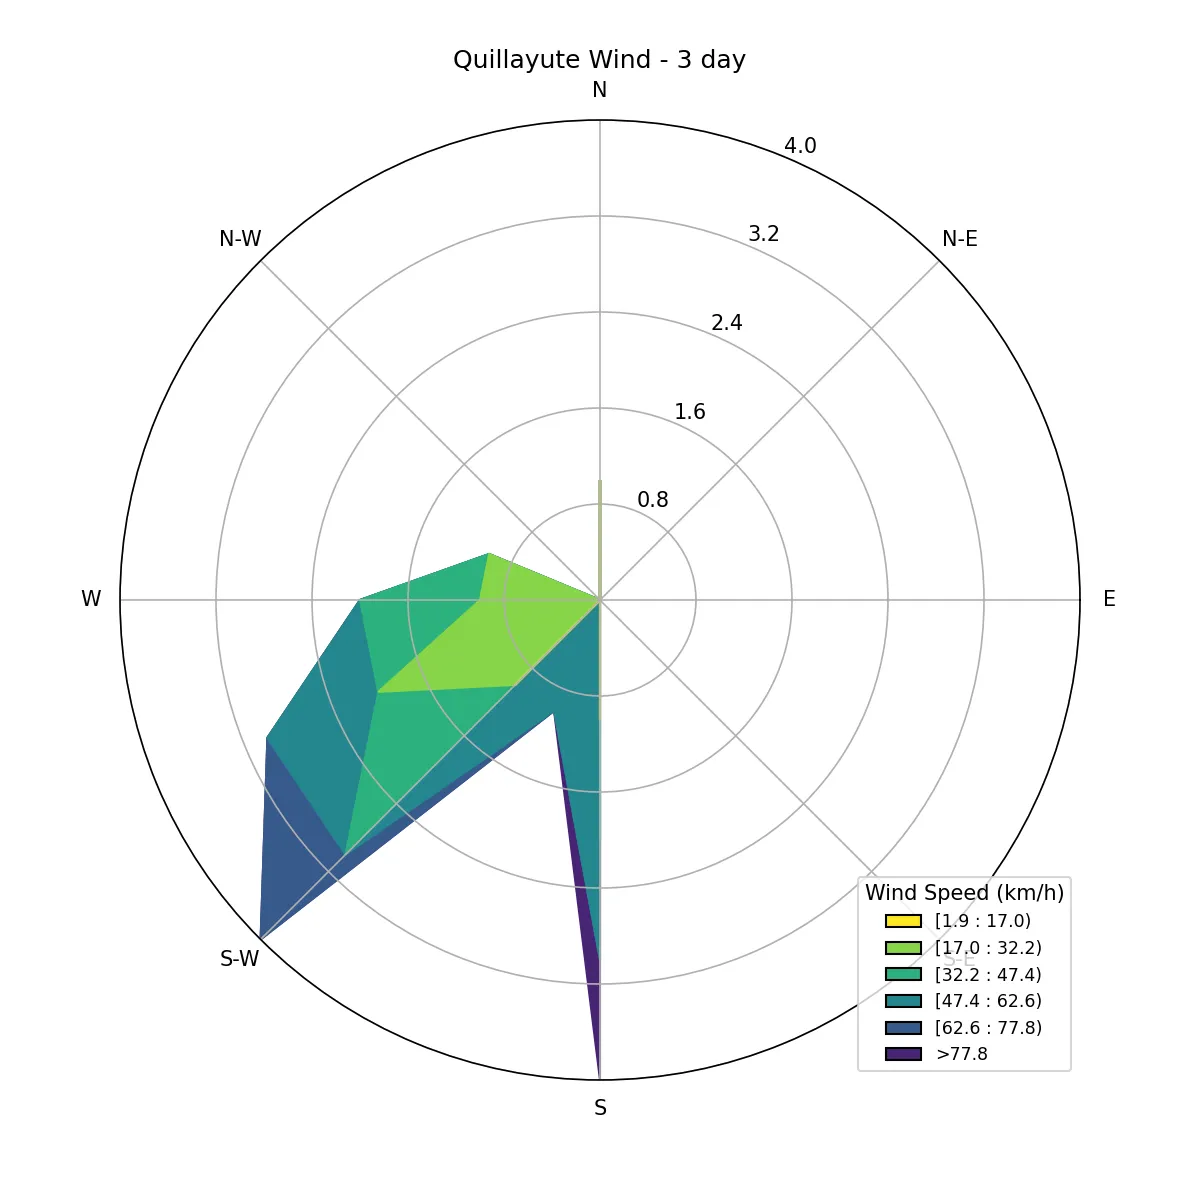 Quillayute Wind - 3 day
N
4.0
N-W
3.2
N-E
2.4
1.6
0.8
W
E
Wind Speed (km/h)
[1.9 : 17.0)
[17.0 : 32.2)
S-W
S-E
[32.2 : 47.4)
[47.4 : 62.6)
[62.6 : 77.8)
>77.8
S